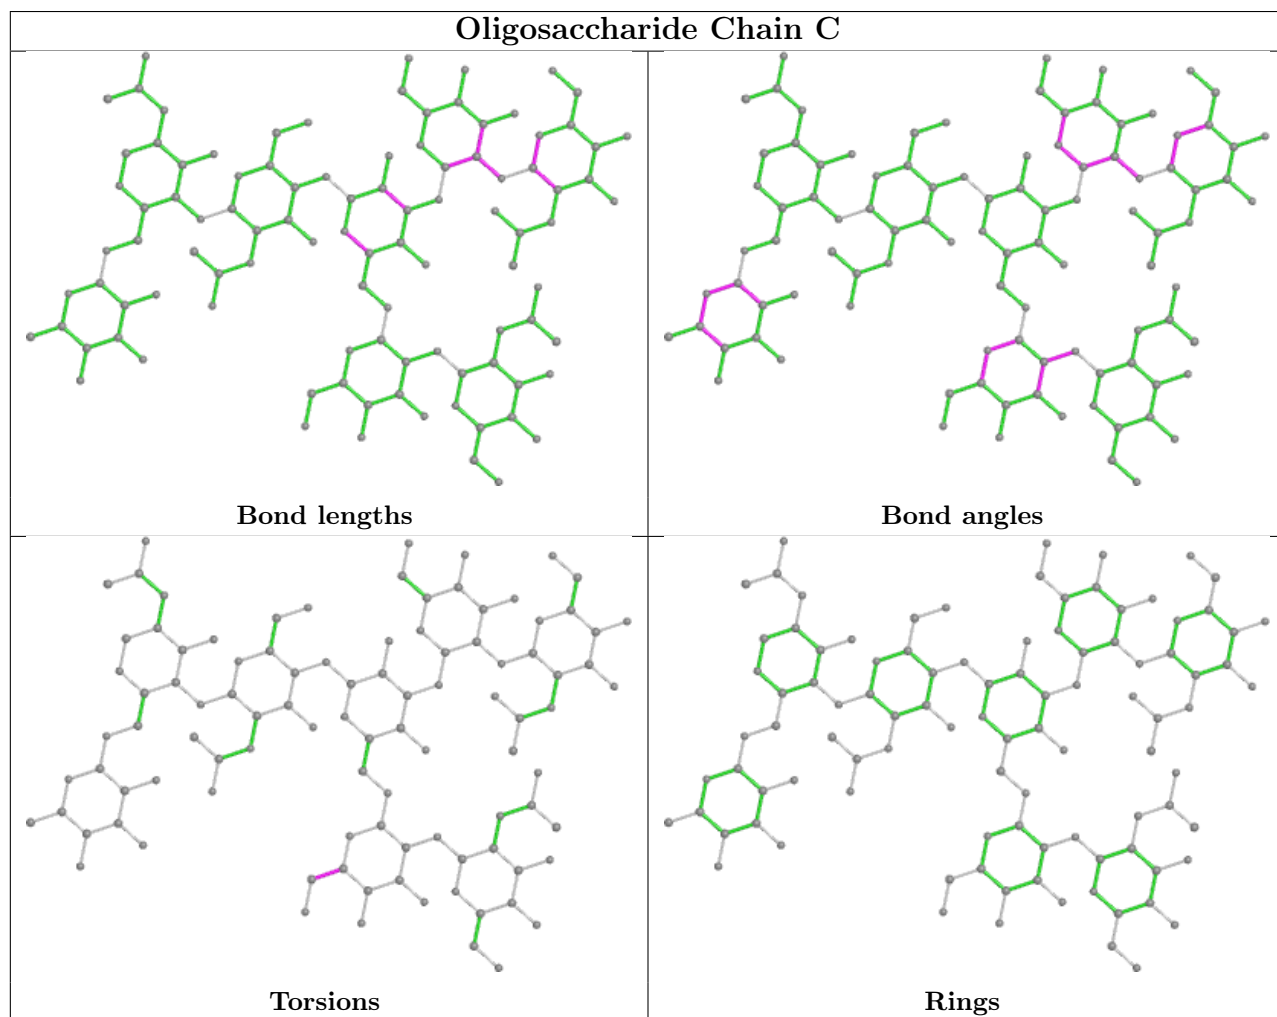 Oligosaccharide Chain C
Bond lengths
Bond angles
Torsions
Rings